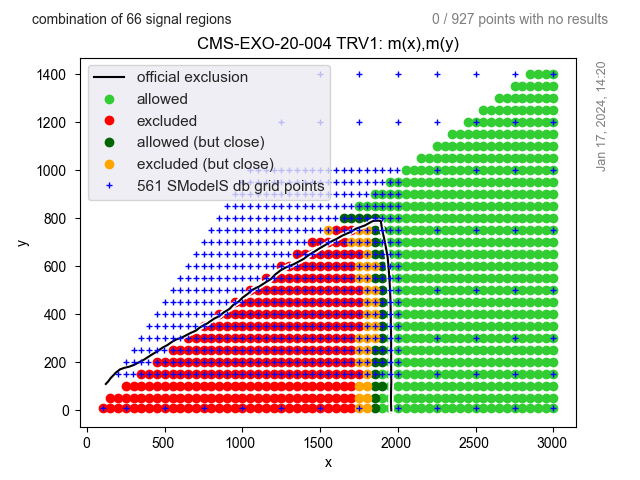 combination of 66 signal regions
0 / 927 points with no results
CMS-EXO-20-004 TRV1: m(x),m(y)
official exclusion
allowed
excluded
allowed (but close)
excluded (but close)
561 SModelS db grid points
Jan 17, 2024, 14:20
y
1400
1200
1000
800
600
400
200
0
0 500 1000 1500 2000 2500 3000
x